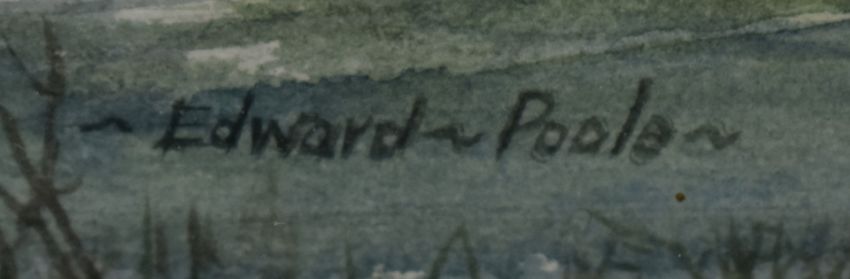 ~ Edward ~ Poole ~